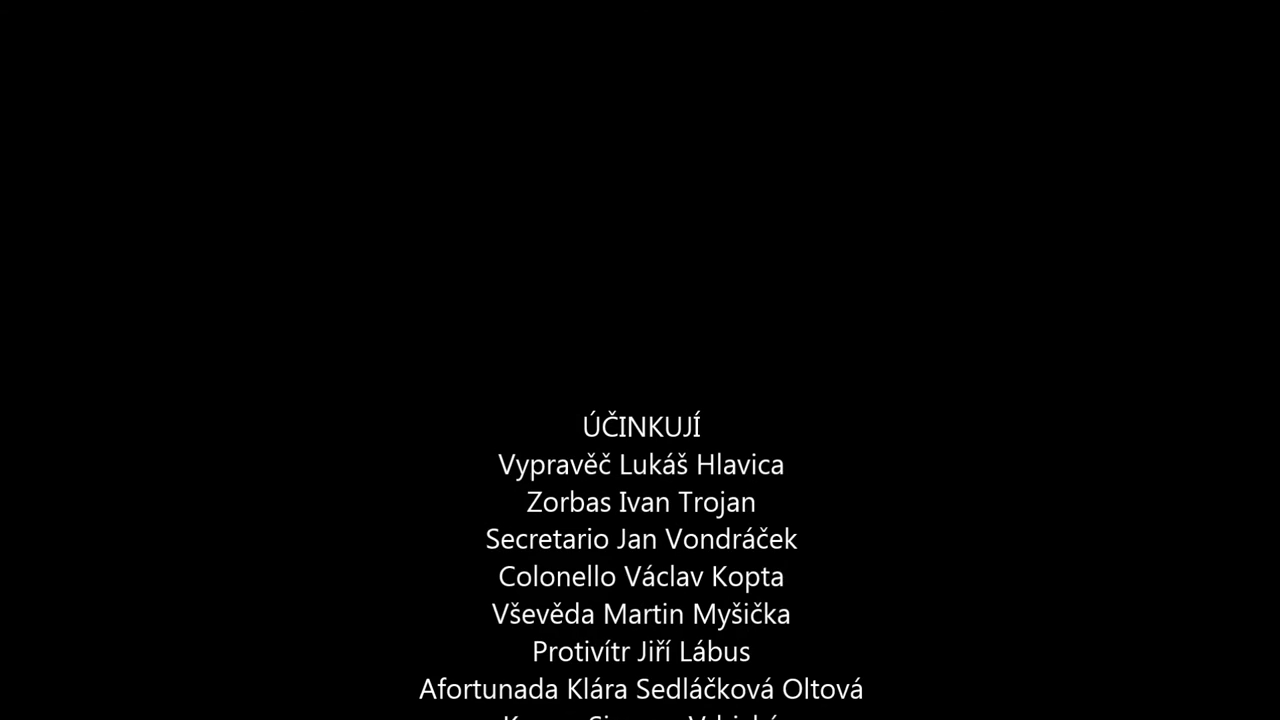 ÚČINKUJÍ
Vypravěč Lukáš Hlavica
Zorbas Ivan Trojan
Secretario Jan Vondráček
Colonello Václav Kopta
Vševěda Martin Myšička
Protivítr Jiří Lábus
Afortunada Klára Sedláčková Oltová